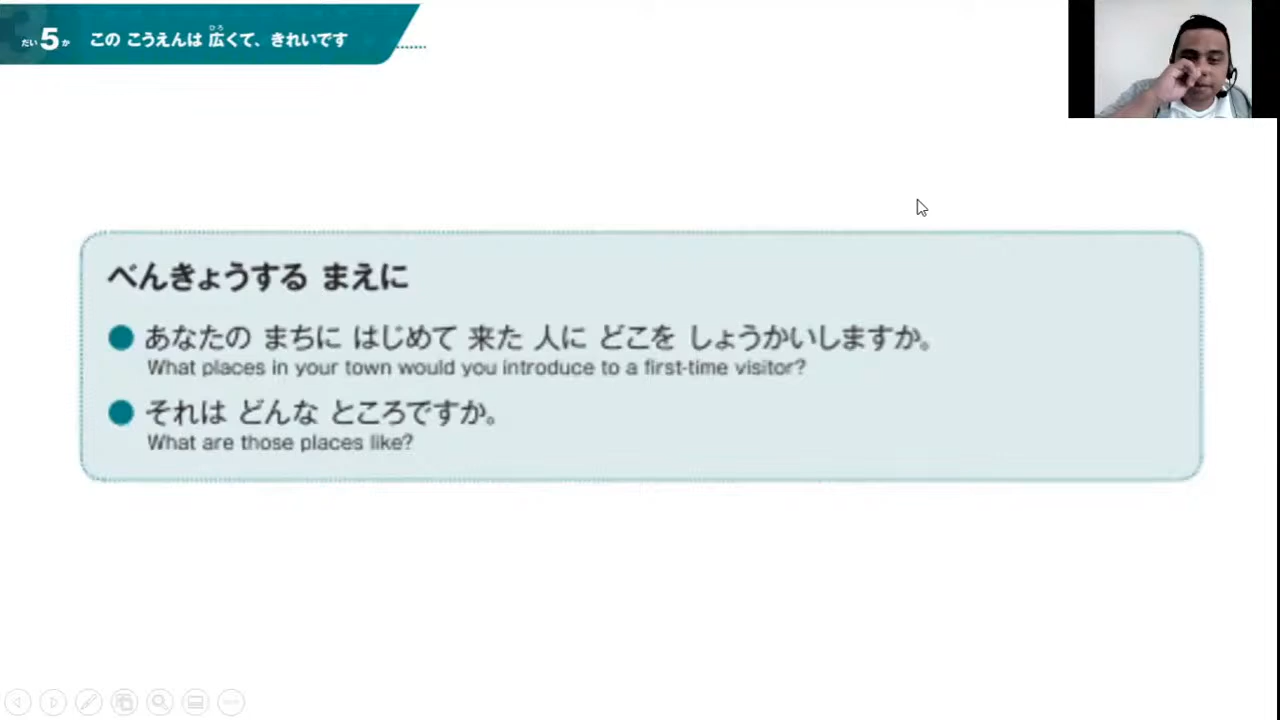 だい5か この こうえんは 広くて、きれいです
ひろ
べんきょうする まえに
あなたの まちに はじめて 来た 人に どこを しょうかいしますか。
What places in your town would you introduce to a first-time visitor?
それは どんな ところですか。
What are those places like?